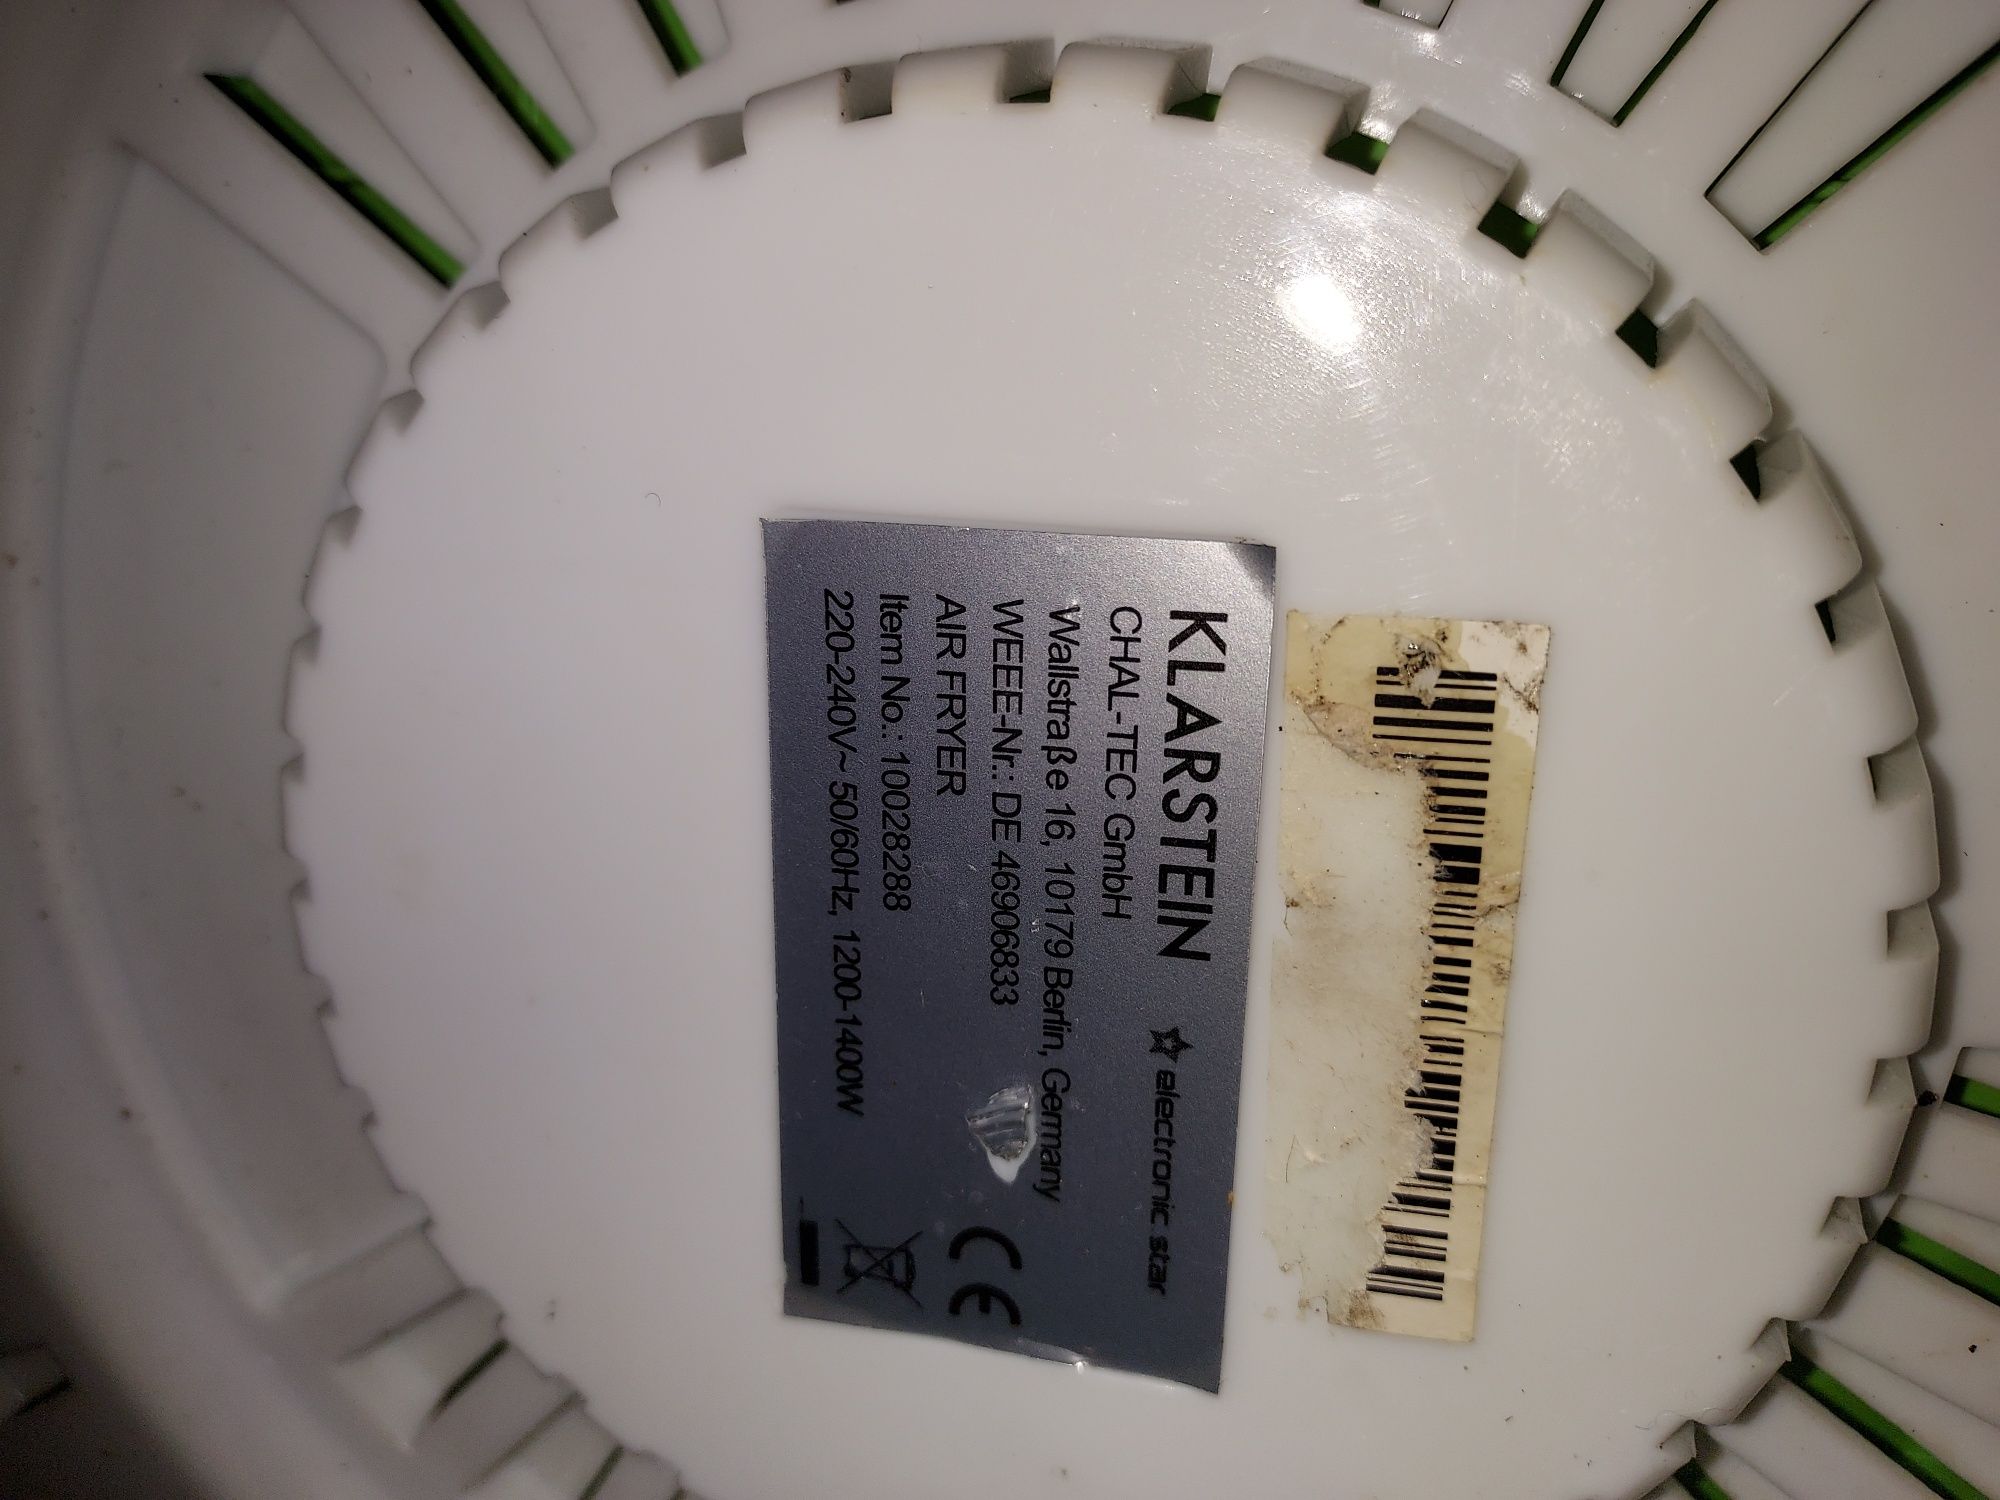 KLARSTEIN electronic star
CHAL-TEC GmbH
Wallstraße 16, 10179 Berlin, Germany
WEEE-Nr.: DE 46906833
AIR FRYER
Item No.: 10028288
220-240V~ 50/60Hz, 1200-1400W
CE